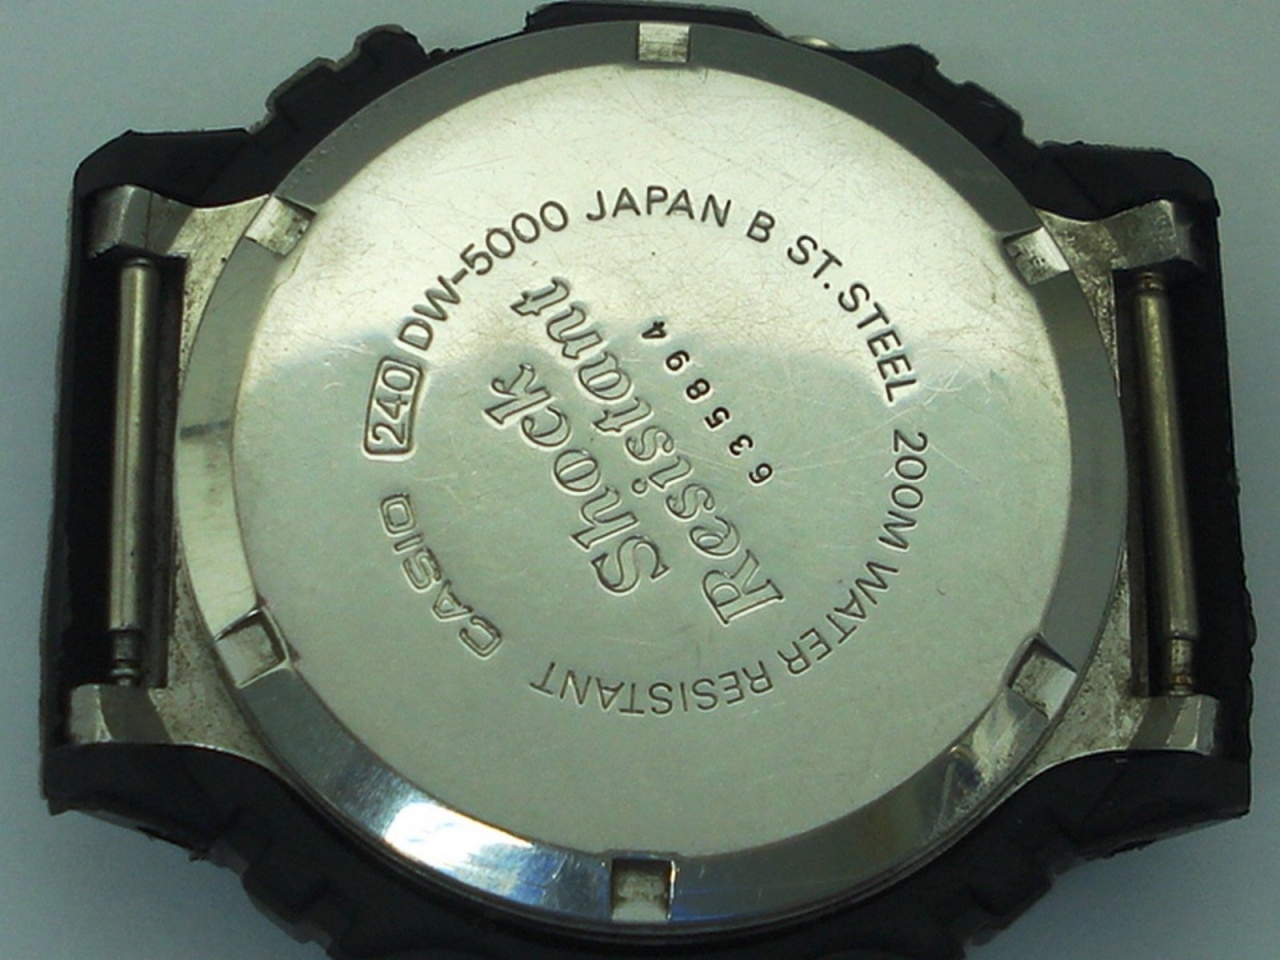 CASIO 240 DW-5000 JAPAN B ST. STEEL 200M WATER RESISTANT
Shock
Resistant
635894